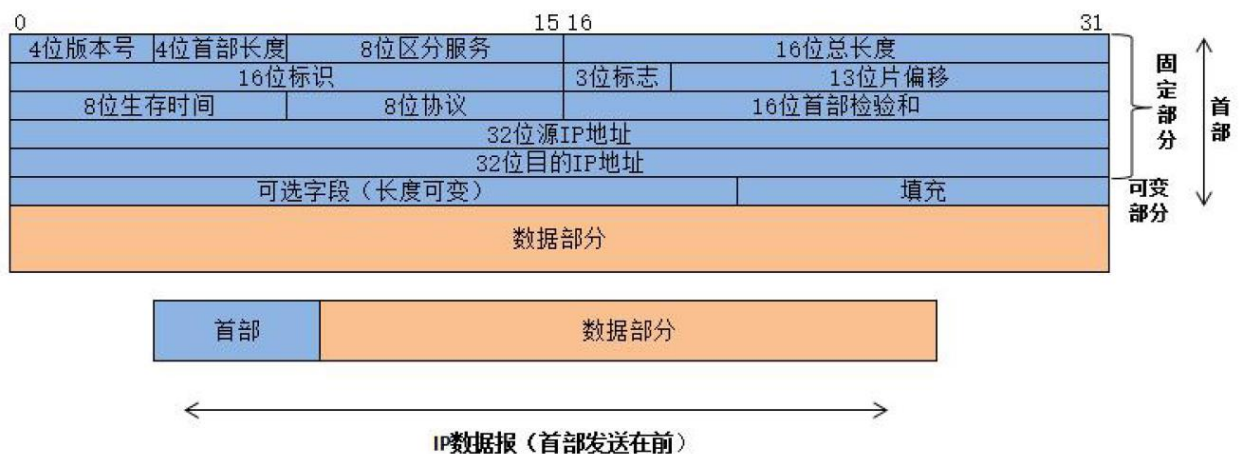 0 15 16 31
4位版本号 4位首部长度 8位区分服务 16位总长度
16位标识 3位标志 13位片偏移
8位生存时间 8位协议 16位首部检验和
32位源IP地址
32位目的IP地址
可选字段（长度可变） 填充
数据部分
固定部分
首部
可变
部分
首部 数据部分
IP数据报（首部发送在前）